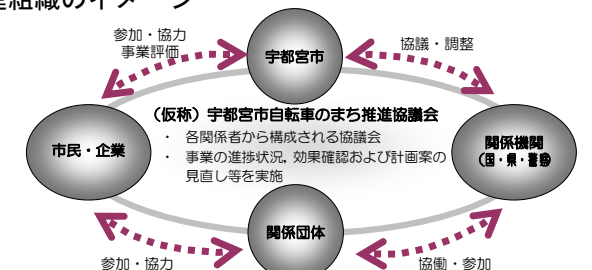 進組織のイメージ
参加・協力
事業評価
宇都宮市
協議・調整
(仮称)宇都宮市自転車のまち推進協議会
・ 各関係者から構成される協議会
・ 事業の進捗状況,効果確認および計画案の
見直し等を実施
市民・企業
関係機関
(国・県・警察)
関係団体
参加・協力
協働・参加